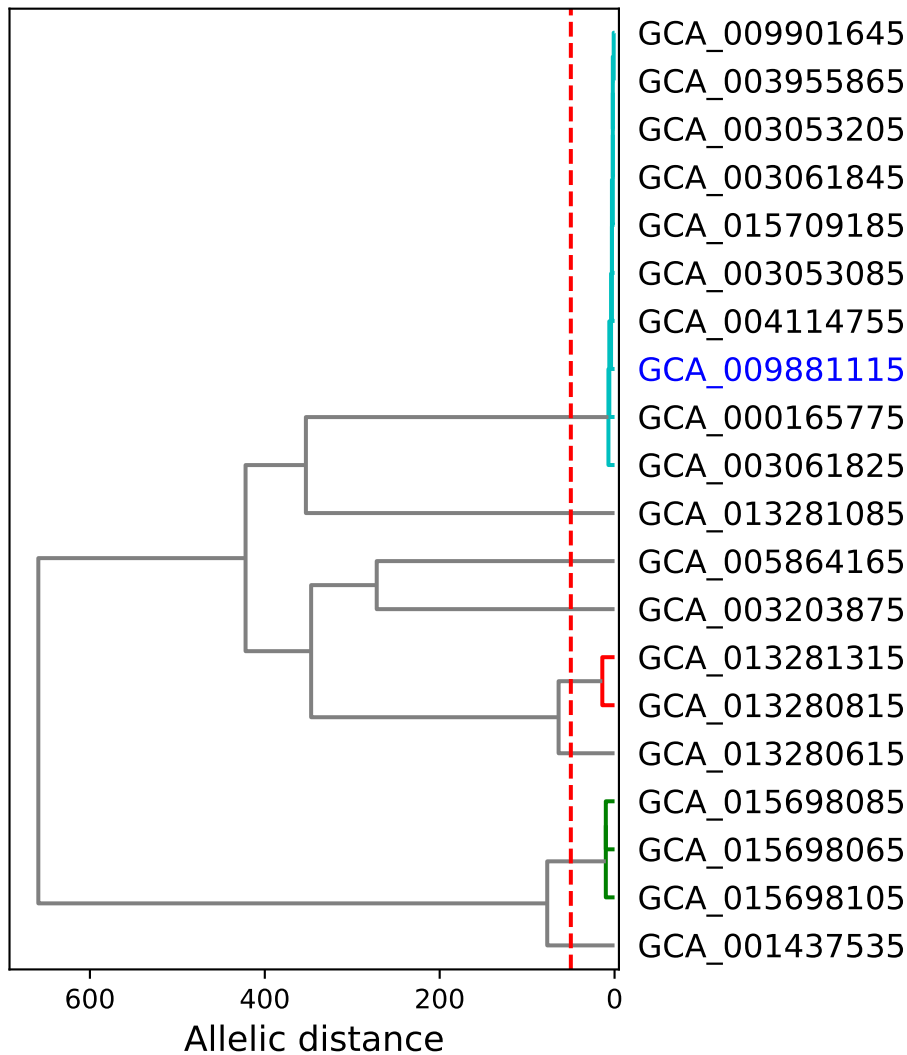 GCA_009901645
GCA_003955865
GCA_003053205
GCA_003061845
GCA_015709185
GCA_003053085
GCA_004114755
GCA_009881115
GCA_000165775
GCA_003061825
GCA_013281085
GCA_005864165
GCA_003203875
GCA_013281315
GCA_013280815
GCA_013280615
GCA_015698085
GCA_015698065
GCA_015698105
GCA_001437535
600 400 200 0
Allelic distance